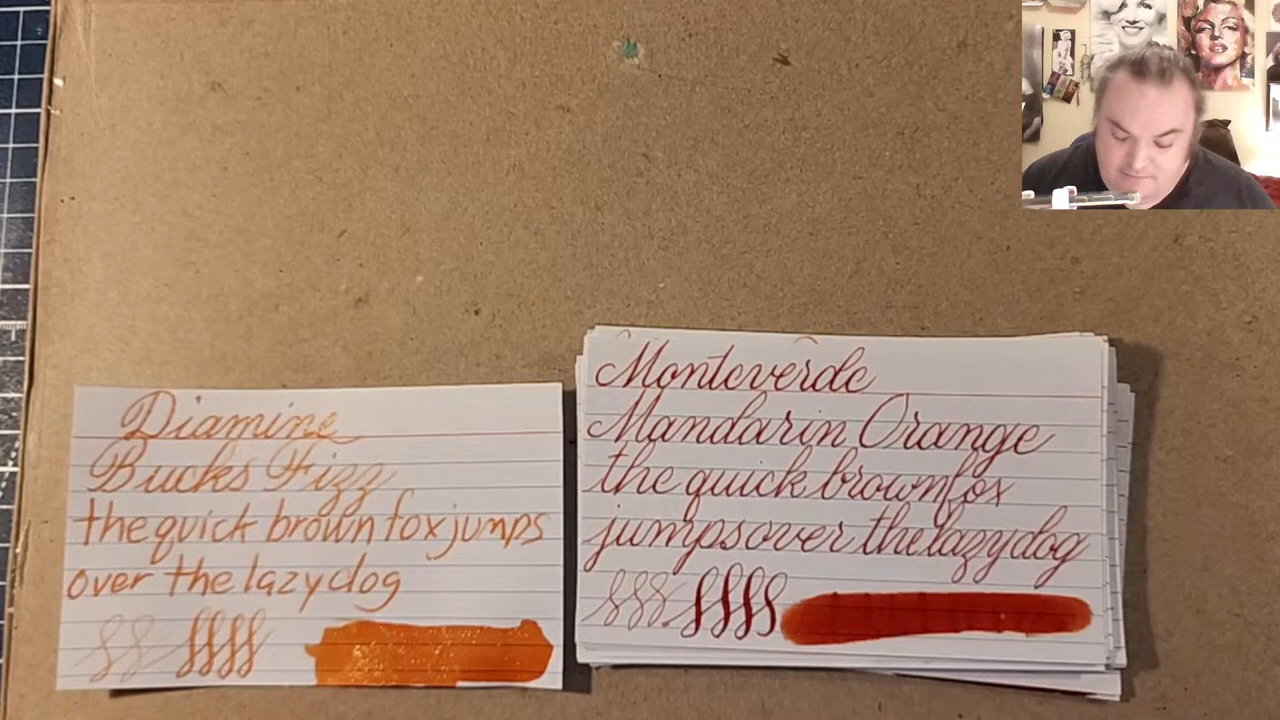 Diamine
Bucks Fizz
the quick brown fox jumps
over the lazy dog
Monteverde
Mandarin Orange
the quick brown fox
jumps over the lazy dog